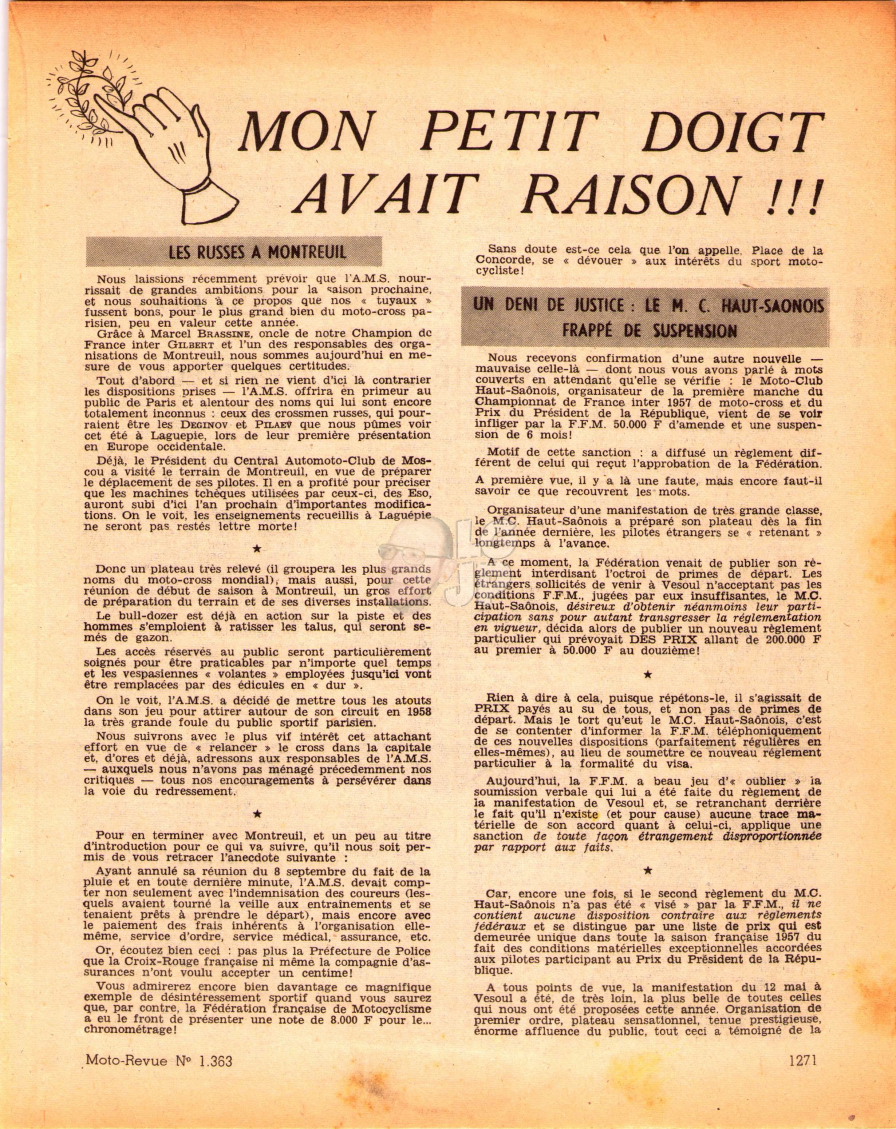 MON PETIT DOIGT
AVAIT RAISON !!!
LES RUSSES A MONTREUIL
Nous laissions récemment prévoir que l'A.M.S. nour-
rissait de grandes ambitions pour la saison prochaine,
et nous souhaitions à ce propos que nos « tuyaux »
fussent bons, pour le plus grand bien du moto-cross pa-
risien, peu en valeur cette année.
Grâce à Marcel BRASSINE, oncle de notre Champion de
France inter GILBERT et l'un des responsables des orga-
nisations de Montreuil, nous sommes aujourd'hui en me-
sure de vous apporter quelques certitudes.
Tout d'abord — et si rien ne vient d'ici là contrarier
les dispositions prises — l'A.M.S. offrira en primeur au
public de Paris et alentour des noms qui lui sont encore
totalement inconnus : ceux des crossmen russes, qui pour-
raient être les DEGINOV et PILAEV que nous pûmes voir
cet été à Laguepie, lors de leur première présentation
en Europe occidentale.
Déjà, le Président du Central Automoto-Club de Mos-
cou a visité le terrain de Montreuil, en vue de préparer
le déplacement de ses pilotes. Il en a profité pour préciser
que les machines tchèques utilisées par ceux-ci, des Eso,
auront subi d'ici l'an prochain d'importantes modifica-
tions. On le voit, les enseignements recueillis à Laguépie
ne seront pas restés lettre morte!
★
Donc un plateau très relevé (il groupera les plus grands
noms du moto-cross mondial), mais aussi, pour cette
réunion de début de saison à Montreuil, un gros effort
de préparation du terrain et de ses diverses installations.
Le bull-dozer est déjà en action sur la piste et des
hommes s'emploient à ratisser les talus, qui seront se-
més de gazon.
Les accès réservés au public seront particulièrement
soignés pour être praticables par n'importe quel temps
et les vespasiennes « volantes » employées jusqu'ici vont
être remplacées par des édicules en « dur ».
On le voit, l'A.M.S. a décidé de mettre tous les atouts
dans son jeu pour attirer autour de son circuit en 1958
la très grande foule du public sportif parisien.
Nous suivrons avec le plus vif intérêt cet attachant
effort en vue de « relancer » le cross dans la capitale
et, d'ores et déjà, adressons aux responsables de l'A.M.S.
— auxquels nous n'avons pas ménagé précedemment nos
critiques — tous nos encouragements à persévérer dans
la voie du redressement.
★
Pour en terminer avec Montreuil, et un peu au titre
d'introduction pour ce qui va suivre, qu'il nous soit per-
mis de vous retracer l'anecdote suivante :
Ayant annulé sa réunion du 8 septembre du fait de la
pluie et en toute dernière minute, l'A.M.S. devait comp-
ter non seulement avec l'indemnisation des coureurs (les-
quels avaient tourné la veille aux entraînements et se
tenaient prêts à prendre le départ), mais encore avec
le paiement des frais inhérents à l'organisation elle-
même, service d'ordre, service médical, assurance, etc.
Or, écoutez bien ceci : pas plus la Préfecture de Police
que la Croix-Rouge française ni même la compagnie d'as-
surances n'ont voulu accepter un centime!
Vous admirerez encore bien davantage ce magnifique
exemple de désintéressement sportif quand vous saurez
que, par contre, la Fédération française de Motocyclisme
a eu le front de présenter une note de 8.000 F pour le...
chronométrage!
Sans doute est-ce cela que l'on appelle, Place de la
Concorde, se « dévouer » aux intérêts du sport moto-
cycliste!
UN DENI DE JUSTICE : LE M. C. HAUT-SAONOIS
FRAPPÉ DE SUSPENSION
Nous recevons confirmation d'une autre nouvelle —
mauvaise celle-là — dont nous vous avons parlé à mots
couverts en attendant qu'elle se vérifie : le Moto-Club
Haut-Saônois, organisateur de la première manche du
Championnat de France inter 1957 de moto-cross et du
Prix du Président de la République, vient de se voir
infliger par la F.F.M. 50.000 F d'amende et une suspen-
sion de 6 mois!
Motif de cette sanction : a diffusé un règlement dif-
férent de celui qui reçut l'approbation de la Fédération.
A première vue, il y a là une faute, mais encore faut-il
savoir ce que recouvrent les mots.
Organisateur d'une manifestation de très grande classe,
le M.C. Haut-Saônois a préparé son plateau dès la fin
de l'année dernière, les pilotes étrangers se « retenant »
longtemps à l'avance.
A ce moment, la Fédération venait de publier son rè-
glement interdisant l'octroi de primes de départ. Les
étrangers sollicités de venir à Vesoul n'acceptant pas les
conditions F.F.M., jugées par eux insuffisantes, le M.C.
Haut-Saônois, désireux d'obtenir néanmoins leur parti-
cipation sans pour autant transgresser la réglementation
en vigueur, décida alors de publier un nouveau règlement
particulier qui prévoyait DES PRIX allant de 200.000 F
au premier à 50.000 F au douzième!
★
Rien à dire à cela, puisque répétons-le, il s'agissait de
PRIX payés au su de tous, et non pas de primes de
départ. Mais le tort qu'eut le M.C. Haut-Saônois, c'est
de se contenter d'informer la F.F.M. téléphoniquement
de ces nouvelles dispositions (parfaitement régulières en
elles-mêmes), au lieu de soumettre ce nouveau règlement
particulier à la formalité du visa.
Aujourd'hui, la F.F.M. a beau jeu d'« oublier » la
soumission verbale qui lui a été faite du règlement de
la manifestation de Vesoul et, se retranchant derrière
le fait qu'il n'existe (et pour cause) aucune trace ma-
térielle de son accord quant à celui-ci, applique une
sanction de toute façon étrangement disproportionnée
par rapport aux faits.
★
Car, encore une fois, si le second règlement du M.C.
Haut-Saônois n'a pas été « visé » par la F.F.M., il ne
contient aucune disposition contraire aux règlements
fédéraux et se distingue par une liste de prix qui est
demeurée unique dans toute la saison française 1957 du
fait des conditions matérielles exceptionnelles accordées
aux pilotes participant au Prix du Président de la Répu-
blique.
A tous points de vue, la manifestation du 12 mai à
Vesoul a été, de très loin, la plus belle de toutes celles
qui nous ont été proposées cette année. Organisation de
premier ordre, plateau sensationnel, tenue prestigieuse,
énorme affluence du public, tout ceci a témoigné de la
Moto-Revue Nº 1.363
1271